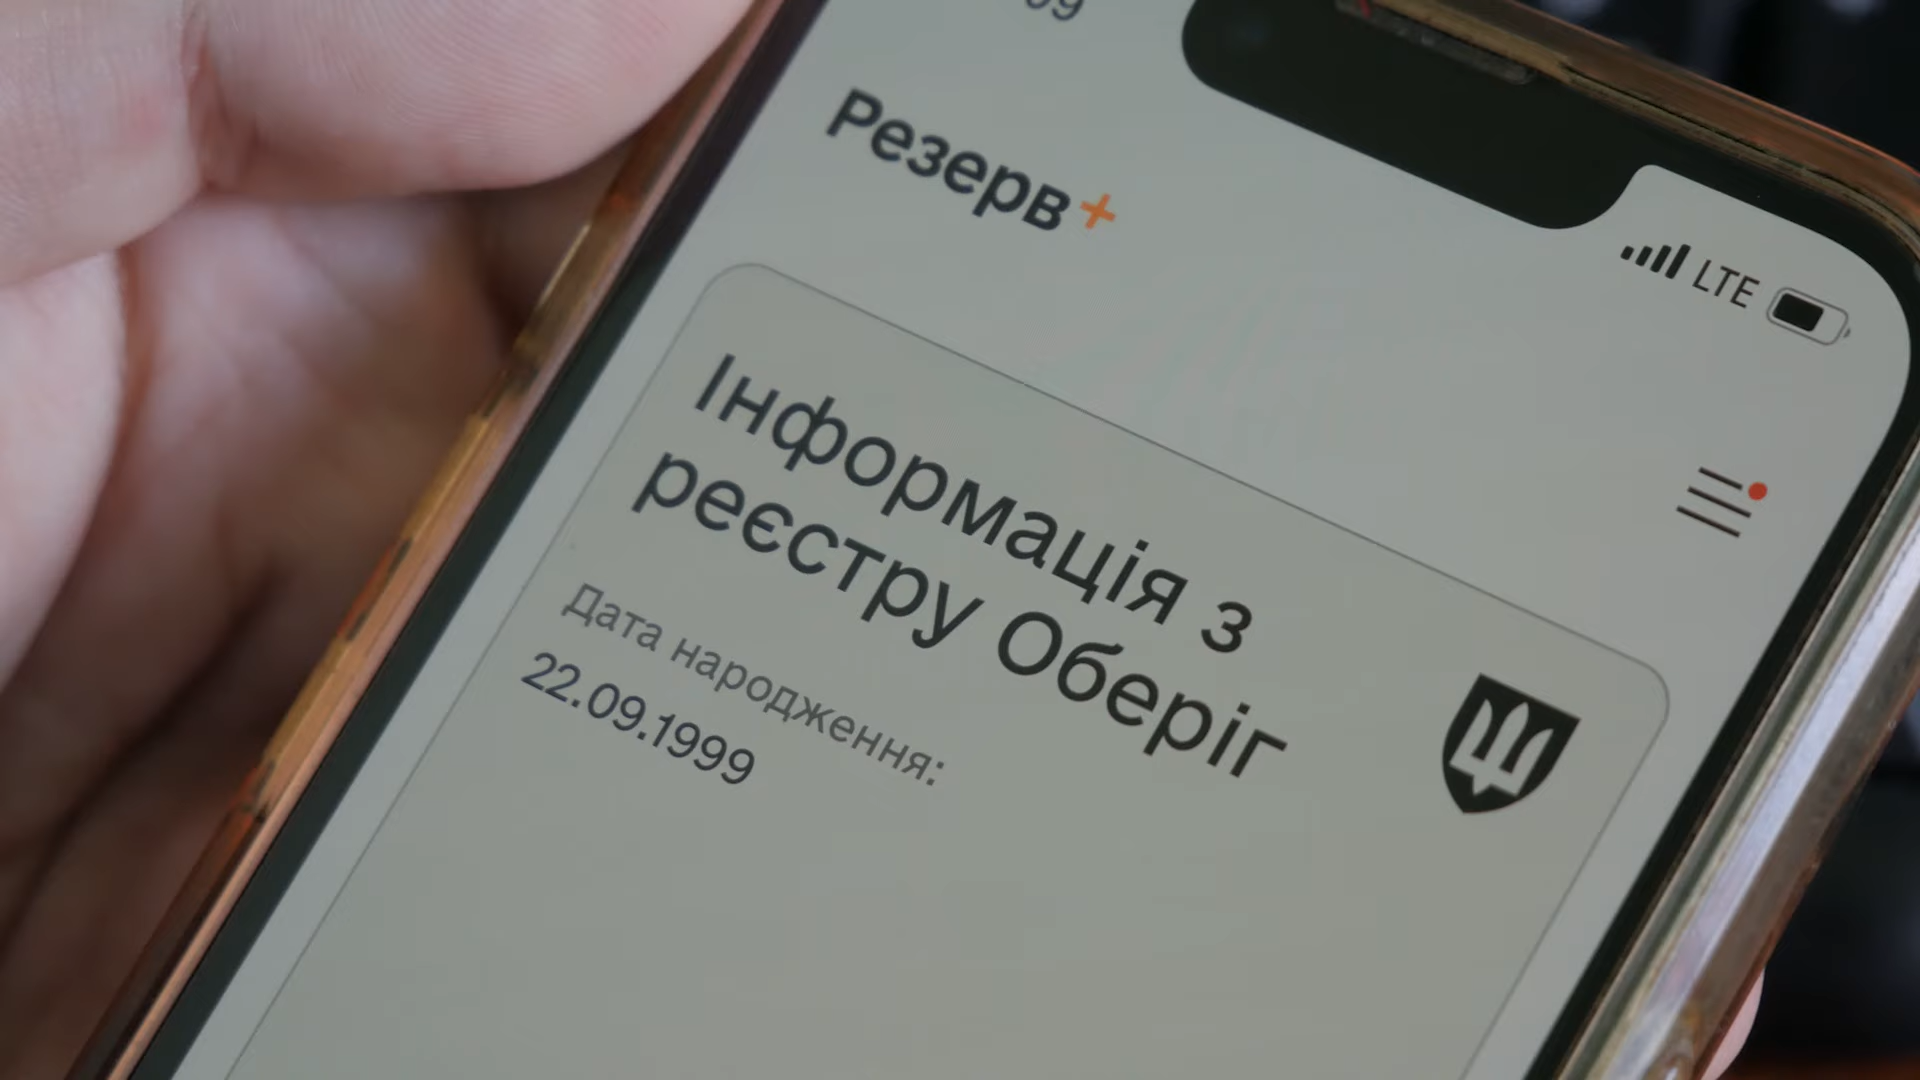 Резерв+
LTE
Інформація з
реєстру Оберіг
Дата народження:
22.09.1999